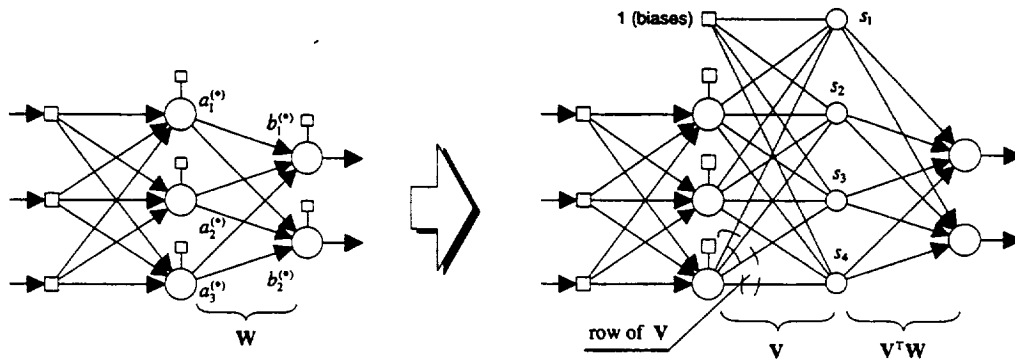 1 (biases)
s₁
a₁⁽*⁾
b₁⁽*⁾
s₂
a₂⁽*⁾
s₃
a₃⁽*⁾
b₂⁽*⁾
s₄
W
row of V
V
VᵀW